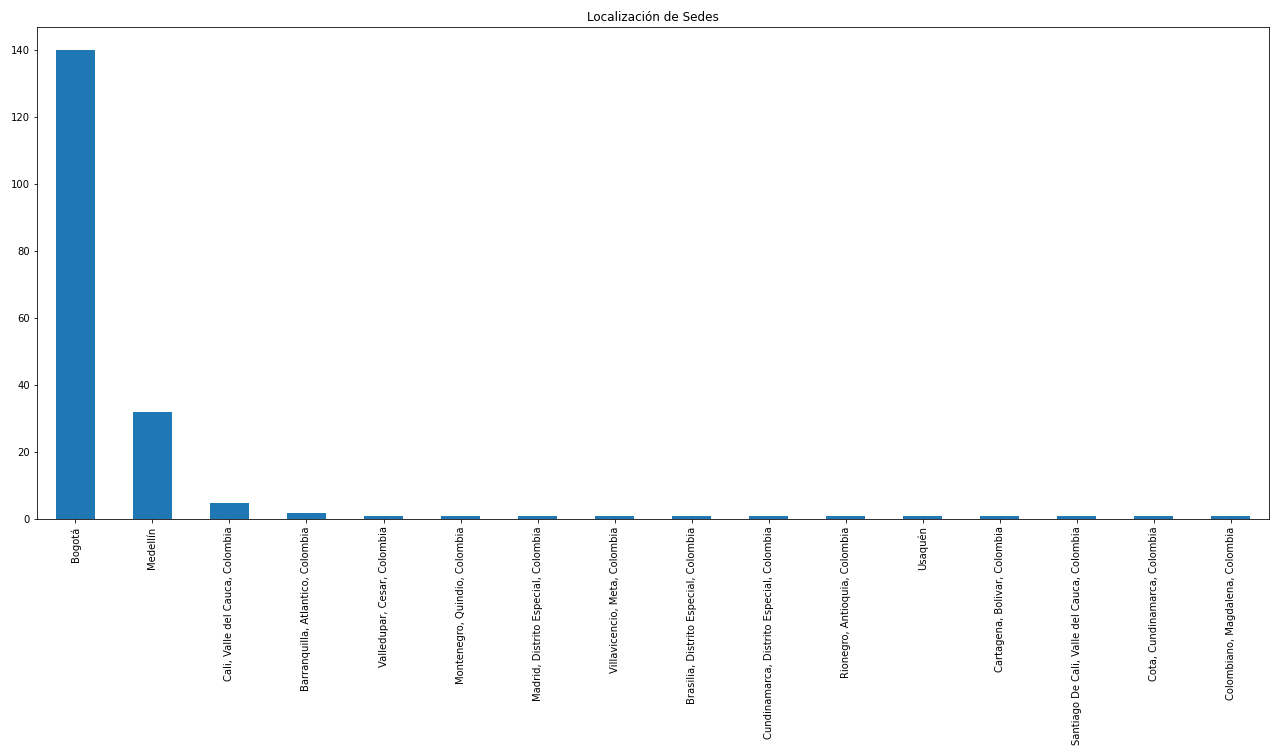 Localización de Sedes
140
120
100
80
60
40
20
0
Bogotá
Medellín
Cali, Valle del Cauca, Colombia
Barranquilla, Atlantico, Colombia
Valledupar, Cesar, Colombia
Montenegro, Quindio, Colombia
Madrid, Distrito Especial, Colombia
Villavicencio, Meta, Colombia
Brasilia, Distrito Especial, Colombia
Cundinamarca, Distrito Especial, Colombia
Rionegro, Antioquia, Colombia
Usaquén
Cartagena, Bolivar, Colombia
Santiago De Cali, Valle del Cauca, Colombia
Cota, Cundinamarca, Colombia
Colombiano, Magdalena, Colombia